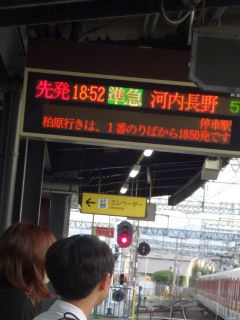 先発 18:52 準急 河内長野 5
停車駅
柏原行きは、1番のりばから1850発です
エレベーター